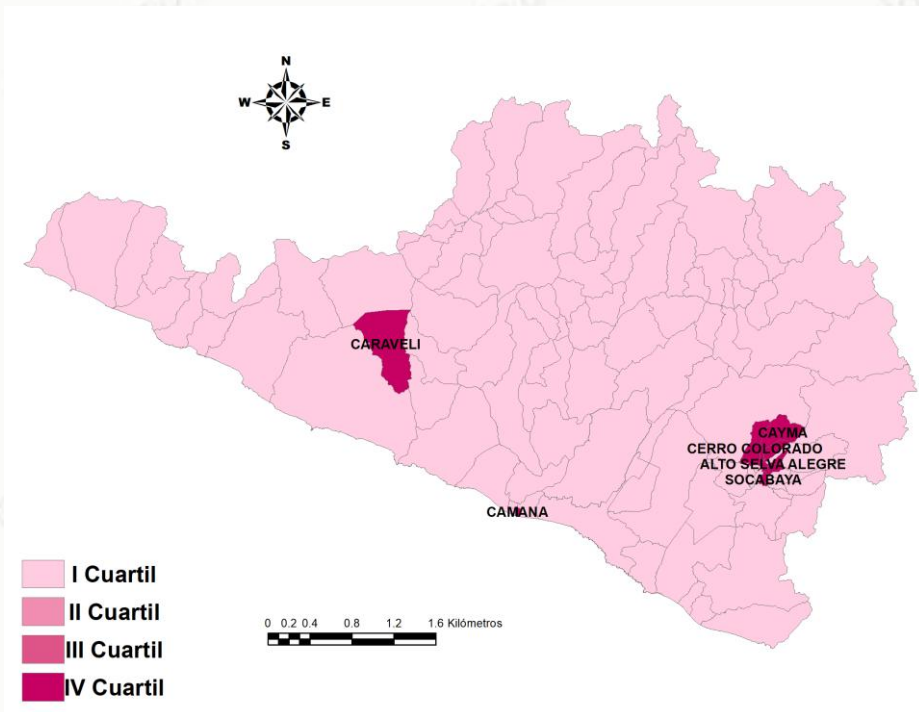 N
W E
S
CARAVELI
CAYMA
CERRO COLORADO
ALTO SELVA ALEGRE
SOCABAYA
CAMANA
I Cuartil
II Cuartil
III Cuartil
IV Cuartil
0 0.2 0.4 0.8 1.2 1.6 Kilómetros